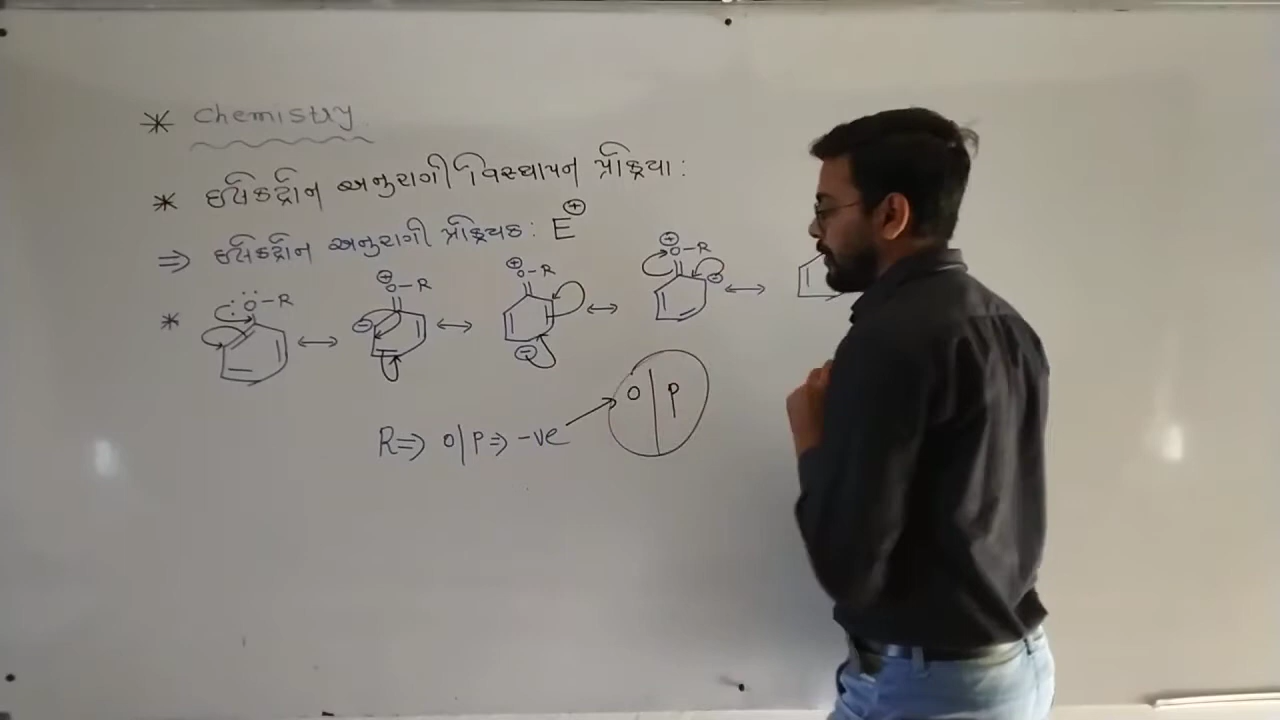 * Chemistry
* ઇલેક્ટ્રોન અનુરાગી વિસ્થાપન પ્રક્રિયા :
⇒ ઇલેક્ટ્રોન અનુરાગી પ્રક્રિયક : E⊕
* :Ö-R ↔ ⊕ O-R ⊖ ↔ ⊕ O-R ⊖ ↔ ⊕ O-R ⊖ ↔
R⇒ O|P⇒ -ve → O|P